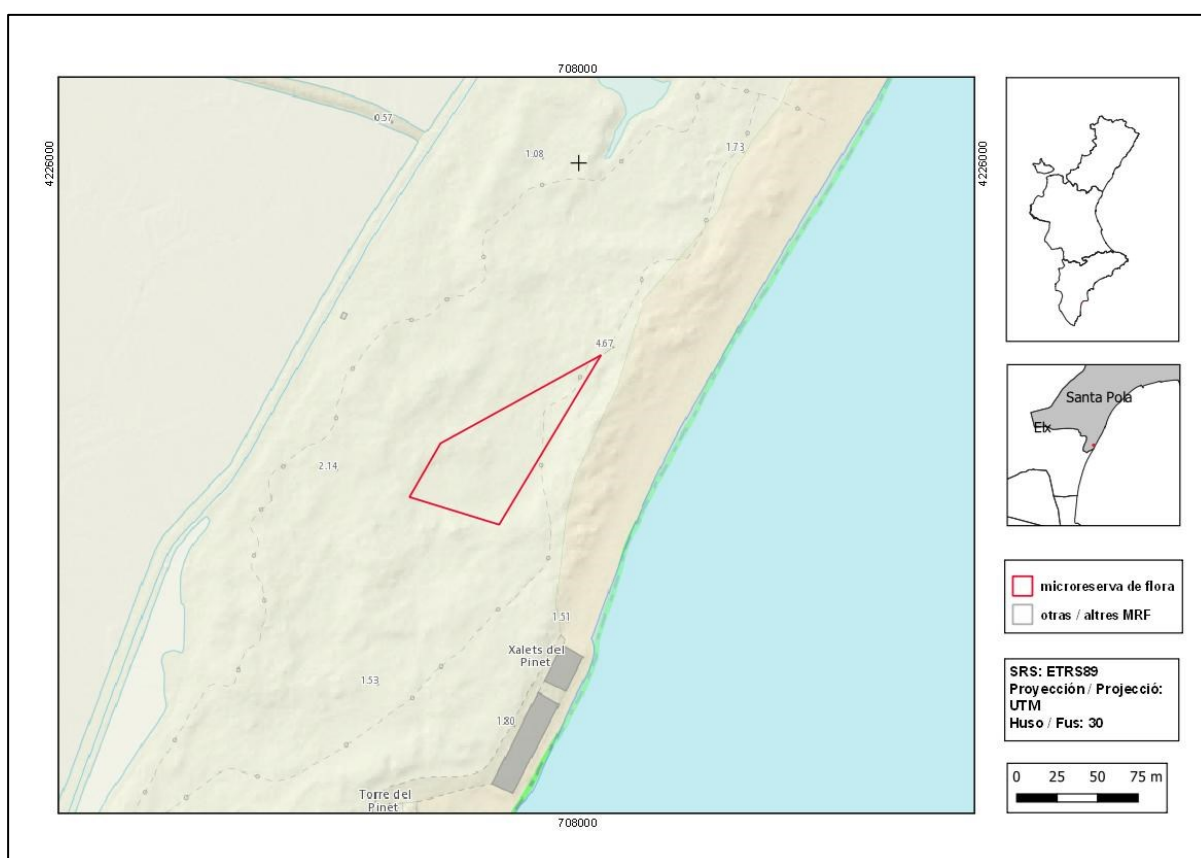 708000
4226000
4226000
0.57
1.08
1.73
4.67
2.14
1.51
Xalets del
Pinet
1.53
1.80
Torre del
Pinet
708000
Santa Pola
Elx
microreserva de flora
otras / altres MRF
SRS: ETRS89
Proyección / Projecció:
UTM
Huso / Fus: 30
0 25 50 75 m